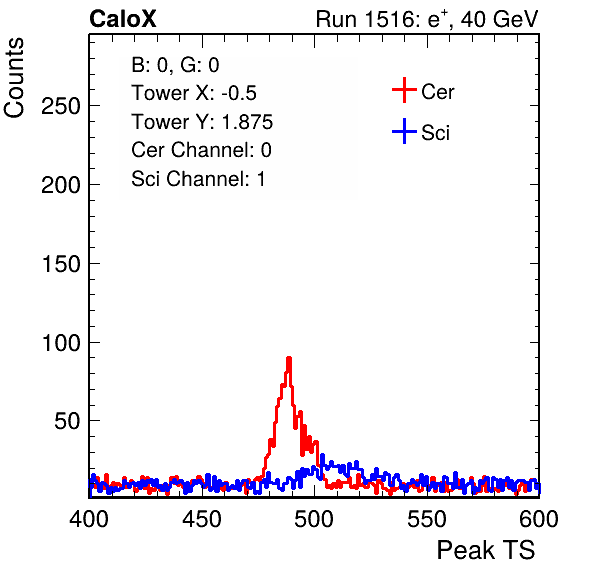 CaloX Run 1516: e⁺, 40 GeV
Counts
B: 0, G: 0
Tower X: -0.5
Tower Y: 1.875
Cer Channel: 0
Sci Channel: 1
Cer
Sci
250
200
150
100
50
400 450 500 550 600
Peak TS